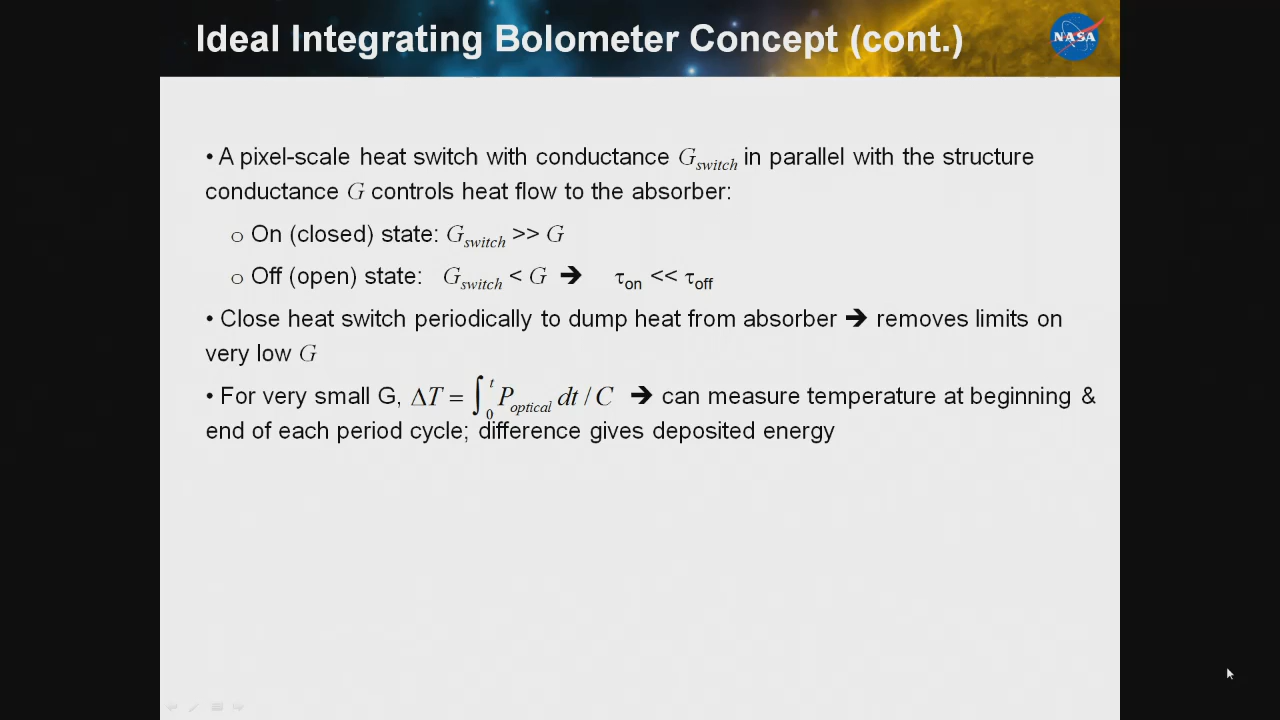 Ideal Integrating Bolometer Concept (cont.)
NASA
• A pixel-scale heat switch with conductance G_switch in parallel with the structure
conductance G controls heat flow to the absorber:
o On (closed) state: G_switch >> G
o Off (open) state: G_switch < G ➔ τ_on << τ_off
• Close heat switch periodically to dump heat from absorber ➔ removes limits on
very low G
• For very small G, ΔT = ∫_0^t P_optical dt / C ➔ can measure temperature at beginning &
end of each period cycle; difference gives deposited energy